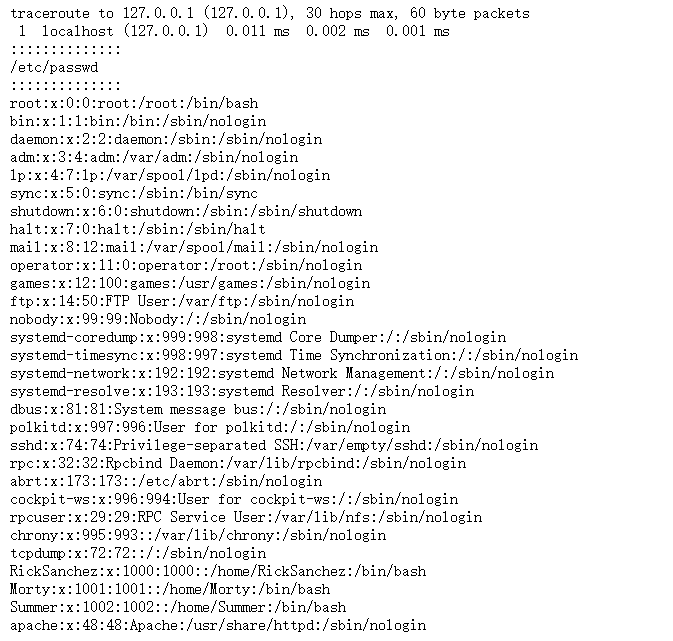 traceroute to 127.0.0.1 (127.0.0.1), 30 hops max, 60 byte packets
 1  localhost (127.0.0.1)  0.011 ms  0.002 ms  0.001 ms
::::::::::::::
/etc/passwd
::::::::::::::
root:x:0:0:root:/root:/bin/bash
bin:x:1:1:bin:/bin:/sbin/nologin
daemon:x:2:2:daemon:/sbin:/sbin/nologin
adm:x:3:4:adm:/var/adm:/sbin/nologin
lp:x:4:7:lp:/var/spool/lpd:/sbin/nologin
sync:x:5:0:sync:/sbin:/bin/sync
shutdown:x:6:0:shutdown:/sbin:/sbin/shutdown
halt:x:7:0:halt:/sbin:/sbin/halt
mail:x:8:12:mail:/var/spool/mail:/sbin/nologin
operator:x:11:0:operator:/root:/sbin/nologin
games:x:12:100:games:/usr/games:/sbin/nologin
ftp:x:14:50:FTP User:/var/ftp:/sbin/nologin
nobody:x:99:99:Nobody:/:/sbin/nologin
systemd-coredump:x:999:998:systemd Core Dumper:/:/sbin/nologin
systemd-timesync:x:998:997:systemd Time Synchronization:/:/sbin/nologin
systemd-network:x:192:192:systemd Network Management:/:/sbin/nologin
systemd-resolve:x:193:193:systemd Resolver:/:/sbin/nologin
dbus:x:81:81:System message bus:/:/sbin/nologin
polkitd:x:997:996:User for polkitd:/:/sbin/nologin
sshd:x:74:74:Privilege-separated SSH:/var/empty/sshd:/sbin/nologin
rpc:x:32:32:Rpcbind Daemon:/var/lib/rpcbind:/sbin/nologin
abrt:x:173:173::/etc/abrt:/sbin/nologin
cockpit-ws:x:996:994:User for cockpit-ws:/:/sbin/nologin
rpcuser:x:29:29:RPC Service User:/var/lib/nfs:/sbin/nologin
chrony:x:995:993::/var/lib/chrony:/sbin/nologin
tcpdump:x:72:72::/:/sbin/nologin
RickSanchez:x:1000:1000::/home/RickSanchez:/bin/bash
Morty:x:1001:1001::/home/Morty:/bin/bash
Summer:x:1002:1002::/home/Summer:/bin/bash
apache:x:48:48:Apache:/usr/share/httpd:/sbin/nologin